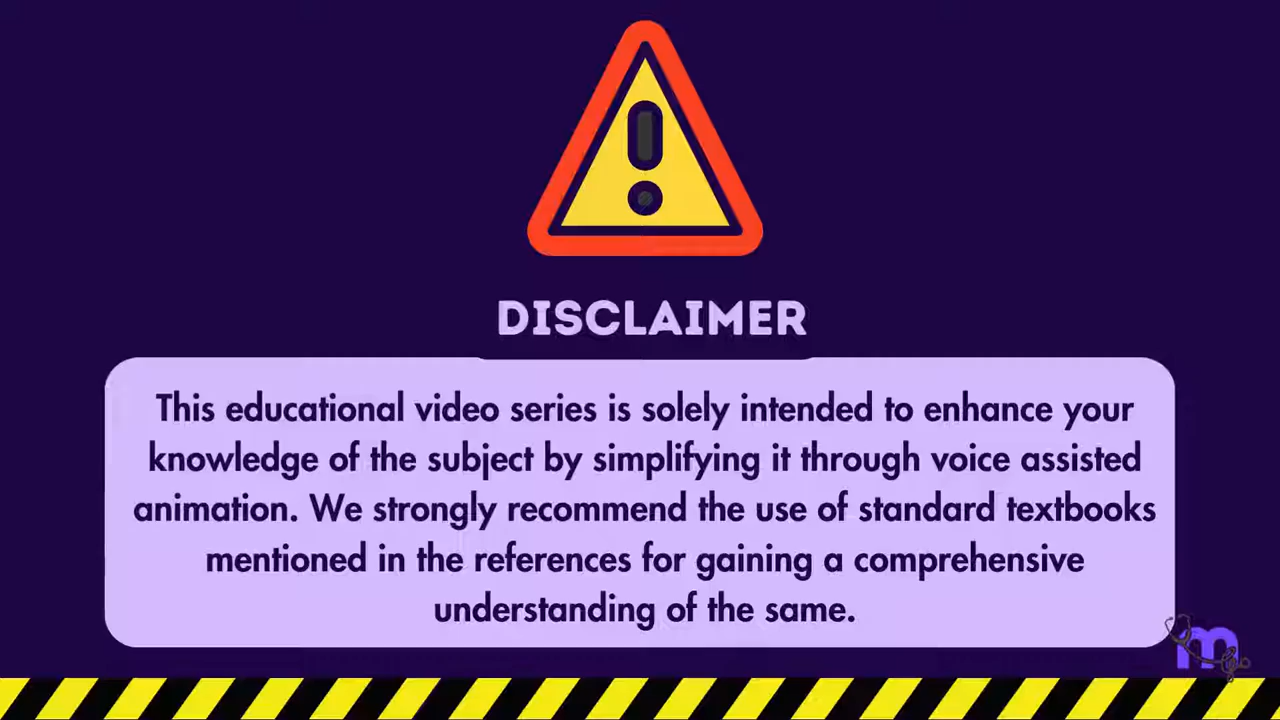 DISCLAIMER
This educational video series is solely intended to enhance your
knowledge of the subject by simplifying it through voice assisted
animation. We strongly recommend the use of standard textbooks
mentioned in the references for gaining a comprehensive
understanding of the same.
m